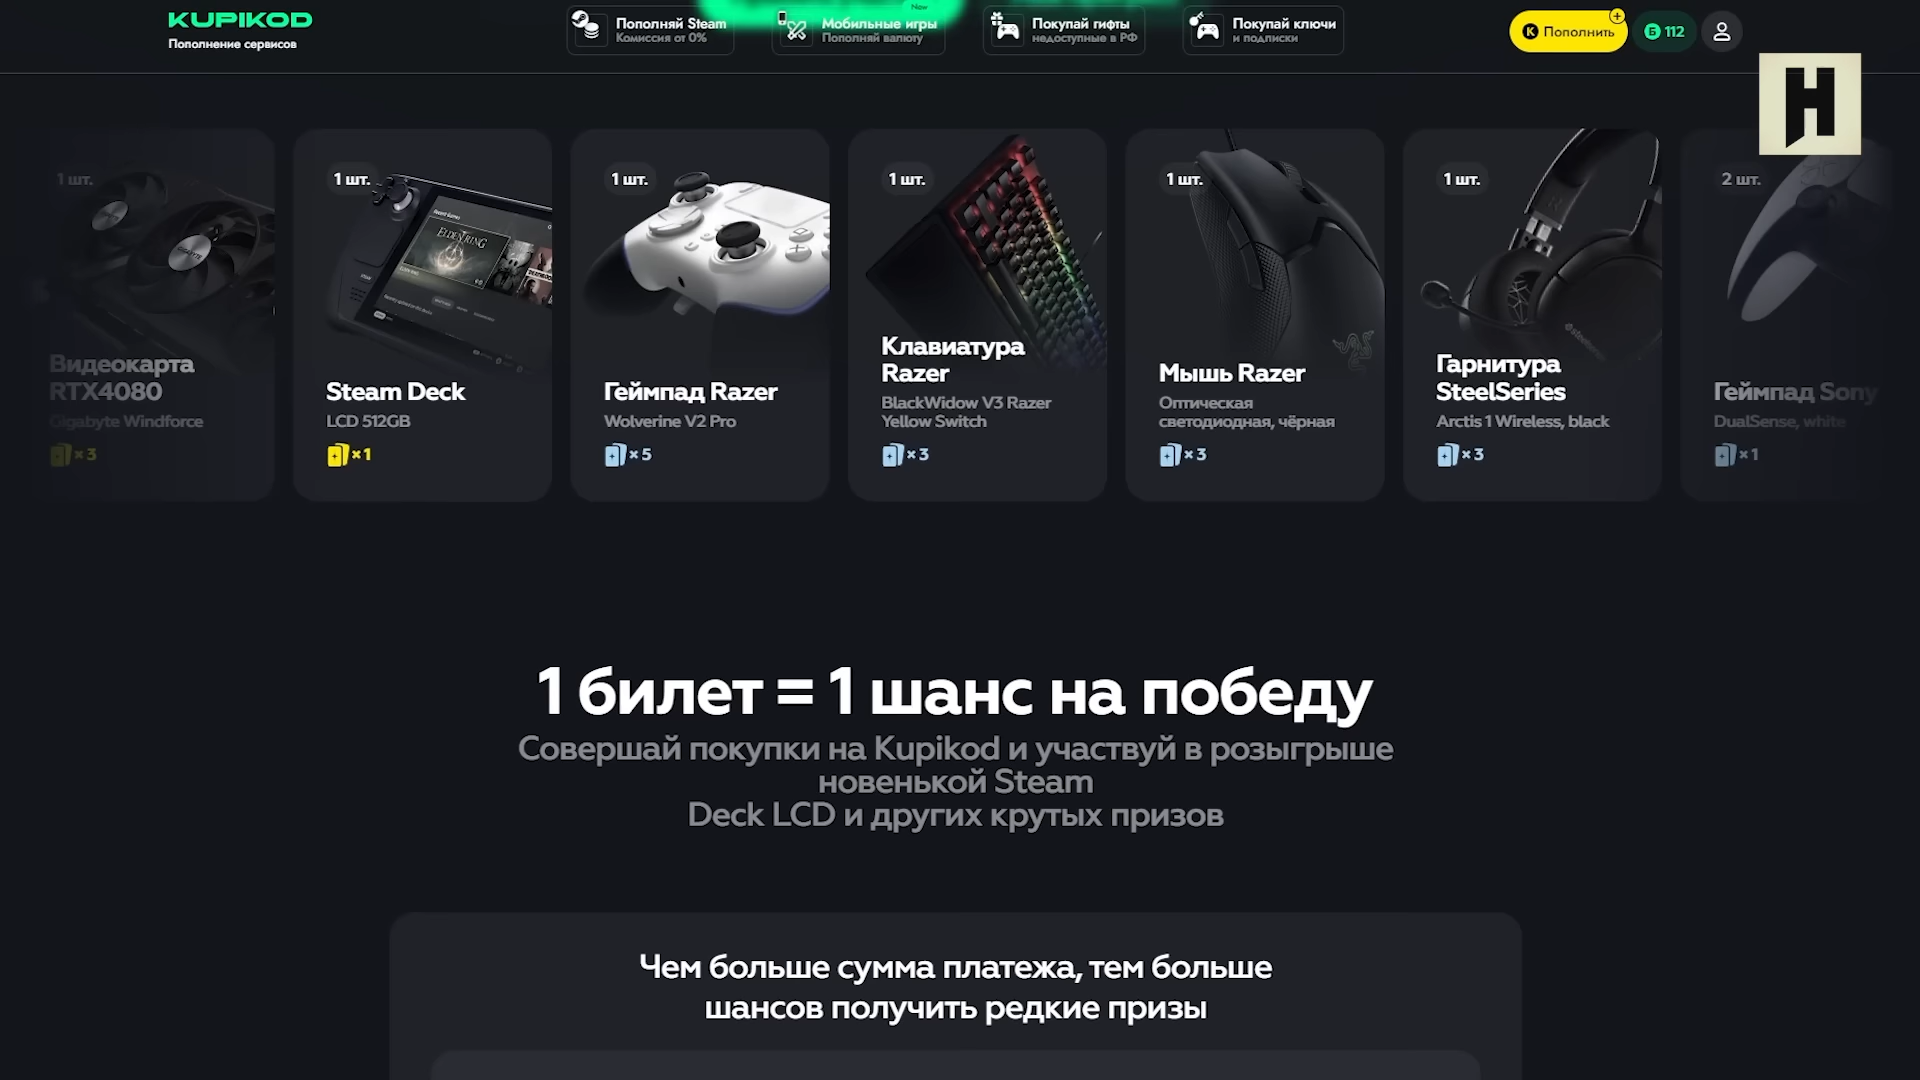 KUPIKOD
Пополнение сервисов
Пополняй Steam
Комиссия от 0%
New
Мобильные игры
Пополняй валюту
Покупай гифты
недоступные в РФ
Покупай ключи
и подписки
K Пополнить
Б 112
H
1 шт.
Видеокарта
RTX4080
Gigabyte Windforce
×3
1 шт.
ELDEN RING
Steam Deck
LCD 512GB
×1
1 шт.
Геймпад Razer
Wolverine V2 Pro
×5
1 шт.
Клавиатура
Razer
BlackWidow V3 Razer
Yellow Switch
×3
1 шт.
Мышь Razer
Оптическая
светодиодная, чёрная
×3
1 шт.
Гарнитура
SteelSeries
Arctis 1 Wireless, black
×3
2 шт.
Геймпад Sony
DualSense, white
×1
1 билет = 1 шанс на победу
Совершай покупки на Kupikod и участвуй в розыгрыше
новенькой Steam
Deck LCD и других крутых призов
Чем больше сумма платежа, тем больше
шансов получить редкие призы